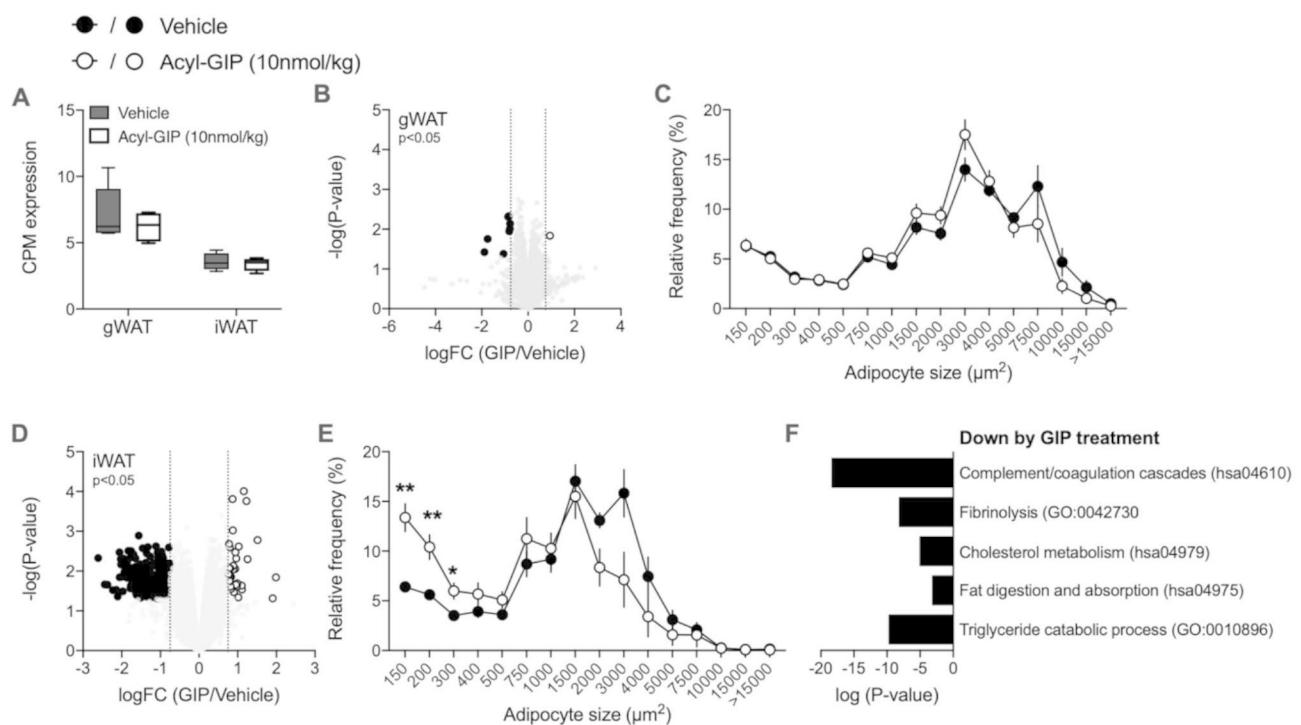 Vehicle
Acyl-GIP (10nmol/kg)
A
Vehicle
Acyl-GIP (10nmol/kg)
CPM expression
15
10
5
0
gWAT
iWAT
B
gWAT
p<0.05
-log(P-value)
5
4
3
2
1
0
-6
-4
-2
0
2
4
logFC (GIP/Vehicle)
C
Relative frequency (%)
20
15
10
5
0
150
200
300
400
500
750
1000
1500
2000
3000
4000
5000
7500
10000
15000
>15000
Adipocyte size (µm²)
D
iWAT
p<0.05
-log(P-value)
5
4
3
2
1
0
-3
-2
-1
0
1
2
3
logFC (GIP/Vehicle)
E
Relative frequency (%)
20
15
10
5
0
**
**
*
150
200
300
400
500
750
1000
1500
2000
3000
4000
5000
7500
10000
15000
>15000
Adipocyte size (µm²)
F
Down by GIP treatment
Complement/coagulation cascades (hsa04610)
Fibrinolysis (GO:0042730
Cholesterol metabolism (hsa04979)
Fat digestion and absorption (hsa04975)
Triglyceride catabolic process (GO:0010896)
-20
-15
-10
-5
0
log (P-value)